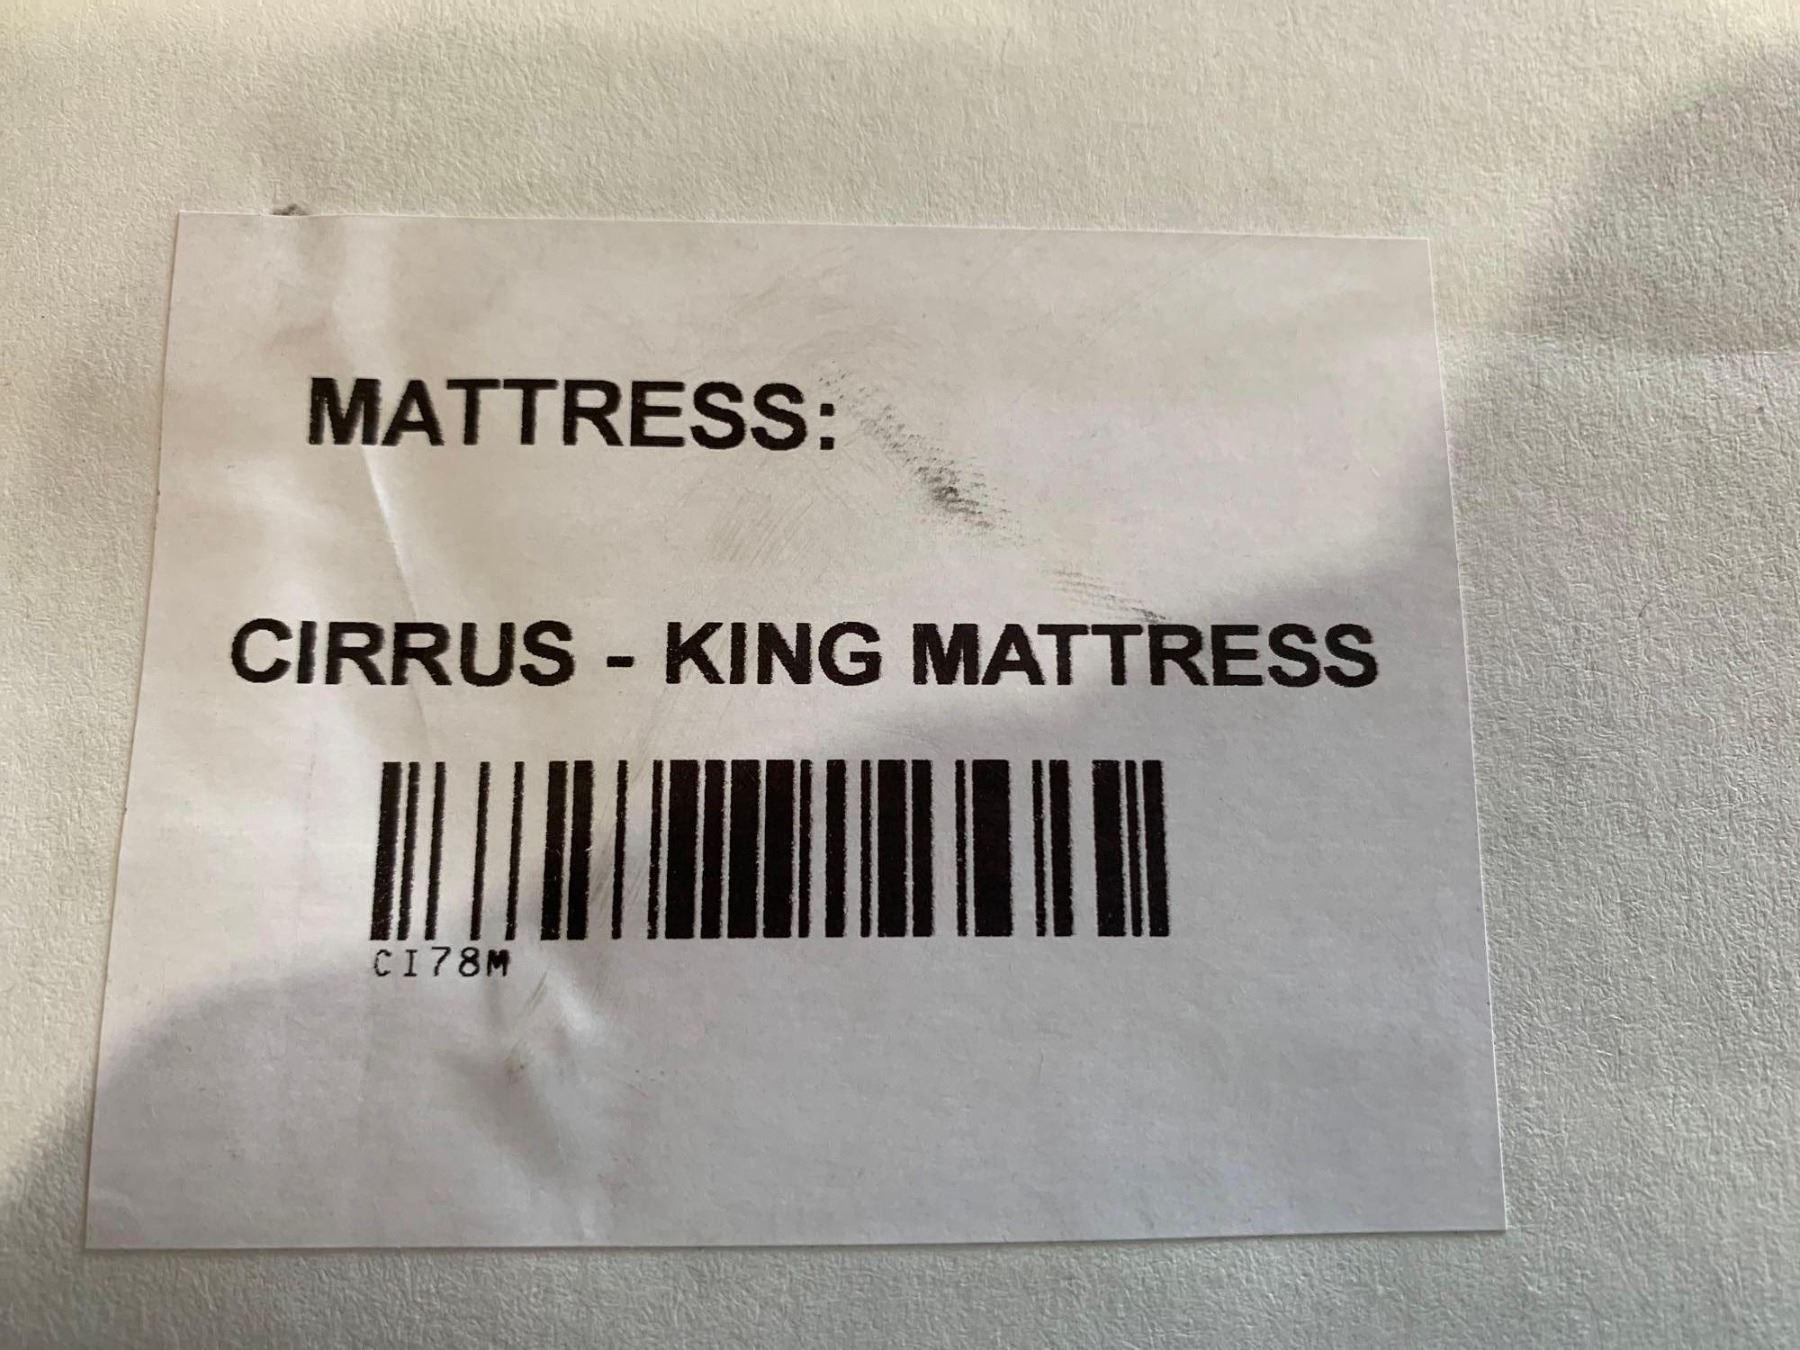 MATTRESS:
CIRRUS - KING MATTRESS
CI78M